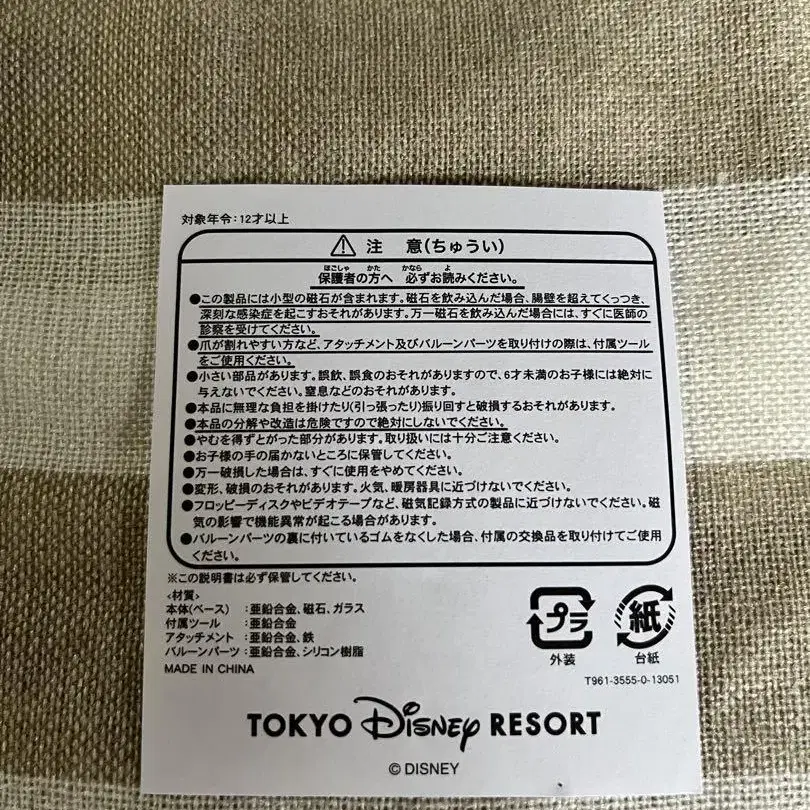 対象年令:12才以上
⚠注 意(ちゅうい)
保護者の方へ 必ずお読みください。
●この製品には小型の磁石が含まれます。磁石を飲み込んだ場合、腸壁を超えてくっつき、
深刻な感染症を起こすおそれがあります。万一磁石を飲み込んだ場合には、すぐに医師の
診察を受けてください。
●爪が割れやすい方など、アタッチメント及びバルーンパーツを取り付けの際は、付属ツール
をご使用ください。
●小さい部品があります。誤飲、誤食のおそれがありますので、6才未満のお子様には絶対に
与えないでください。窒息などのおそれがあります。
●本品に無理な負担を掛けたり(引っ張ったり)振り回すと破損するおそれがあります。
●本品の分解や改造は危険ですので絶対にしないでください。
●やむを得ずとがった部分があります。取り扱いには十分ご注意ください。
●お子様の手の届かないところに保管してください。
●万一破損した場合は、すぐに使用をやめてください。
●変形、破損のおそれがあります。火気、暖房器具に近づけないでください。
●フロッピーディスクやビデオテープなど、磁気記録方式の製品に近づけないでください。磁
気の影響で機能異常が起こる場合があります。
●バルーンパーツの裏に付いているゴムをなくした場合、付属の交換品を取り付けてご使用
ください。
※この説明書は必ず保管してください。
<材質>
本体(ベース) :亜鉛合金、磁石、ガラス
付属ツール :亜鉛合金
アタッチメント :亜鉛合金、鉄
バルーンパーツ :亜鉛合金、シリコン樹脂
MADE IN CHINA
プラ 外装
紙 台紙
T961-3555-0-13051
TOKYO Disney RESORT
© DISNEY